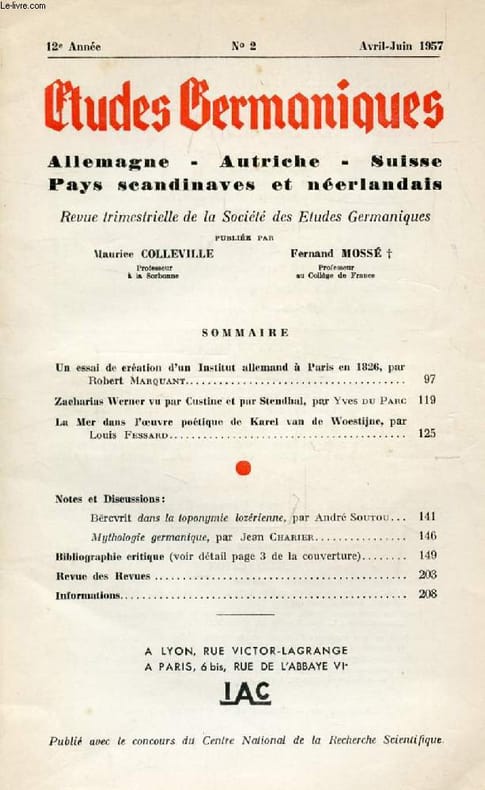 Le-livre.com
12e Année No 2 Avril-Juin 1957
Etudes Germaniques
Allemagne - Autriche - Suisse
Pays scandinaves et néerlandais
Revue trimestrielle de la Société des Etudes Germaniques
PUBLIÉE PAR
Maurice COLLEVILLE Fernand MOSSÉ †
Professeur Professeur
à la Sorbonne au Collège de France
SOMMAIRE
Un essai de création d'un Institut allemand à Paris en 1826, par
Robert MARQUANT 97
Zacharias Werner vu par Custine et par Stendhal, par YVES DU PARC 119
La Mer dans l'œuvre poétique de Karel van de Woestijne, par
Louis FESSARD 125
Notes et Discussions :
Bĕrcvrit dans la toponymie lozérienne, par André SOUTOU... 141
Mythologie germanique, par Jean CHARIER 146
Bibliographie critique (voir détail page 3 de la couverture) 149
Revue des Revues 203
Informations 208
A LYON, RUE VICTOR-LAGRANGE
A PARIS, 6 bis, RUE DE L'ABBAYE VIe
IAC
Publié avec le concours du Centre National de la Recherche Scientifique